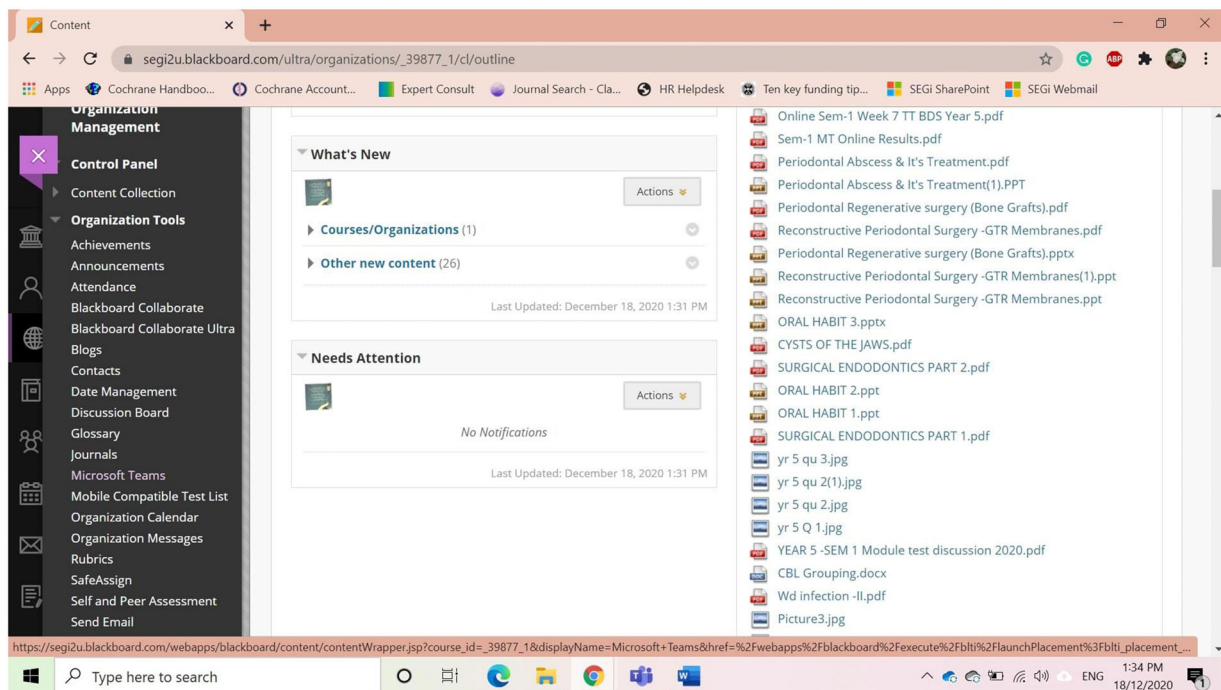 Content
segi2u.blackboard.com/ultra/organizations/_39877_1/cl/outline
Apps Cochrane Handboo... Cochrane Account... Expert Consult Journal Search - Cla... HR Helpdesk Ten key funding tip... SEGi SharePoint SEGi Webmail
Organization
Management
Control Panel
Content Collection
Organization Tools
Achievements
Announcements
Attendance
Blackboard Collaborate
Blackboard Collaborate Ultra
Blogs
Contacts
Date Management
Discussion Board
Glossary
Journals
Microsoft Teams
Mobile Compatible Test List
Organization Calendar
Organization Messages
Rubrics
SafeAssign
Self and Peer Assessment
Send Email
What's New
Actions
Courses/Organizations (1)
Other new content (26)
Last Updated: December 18, 2020 1:31 PM
Needs Attention
Actions
No Notifications
Last Updated: December 18, 2020 1:31 PM
Online Sem-1 Week 7 TT BDS Year 5.pdf
Sem-1 MT Online Results.pdf
Periodontal Abscess & It's Treatment.pdf
Periodontal Abscess & It's Treatment(1).PPT
Periodontal Regenerative surgery (Bone Grafts).pdf
Reconstructive Periodontal Surgery -GTR Membranes.pdf
Periodontal Regenerative surgery (Bone Grafts).pptx
Reconstructive Periodontal Surgery -GTR Membranes(1).ppt
Reconstructive Periodontal Surgery -GTR Membranes.ppt
ORAL HABIT 3.pptx
CYSTS OF THE JAWS.pdf
SURGICAL ENDODONTICS PART 2.pdf
ORAL HABIT 2.ppt
ORAL HABIT 1.ppt
SURGICAL ENDODONTICS PART 1.pdf
yr 5 qu 3.jpg
yr 5 qu 2(1).jpg
yr 5 qu 2.jpg
yr 5 Q 1.jpg
YEAR 5 -SEM 1 Module test discussion 2020.pdf
CBL Grouping.docx
Wd infection -II.pdf
Picture3.jpg
https://segi2u.blackboard.com/webapps/blackboard/content/contentWrapper.jsp?course_id=_39877_1&displayName=Microsoft+Teams&href=%2Fwebapps%2Fblackboard%2Fexecute%2Fblti%2FlaunchPlacement%3Fblti_placement_...
Type here to search
ENG
1:34 PM
18/12/2020